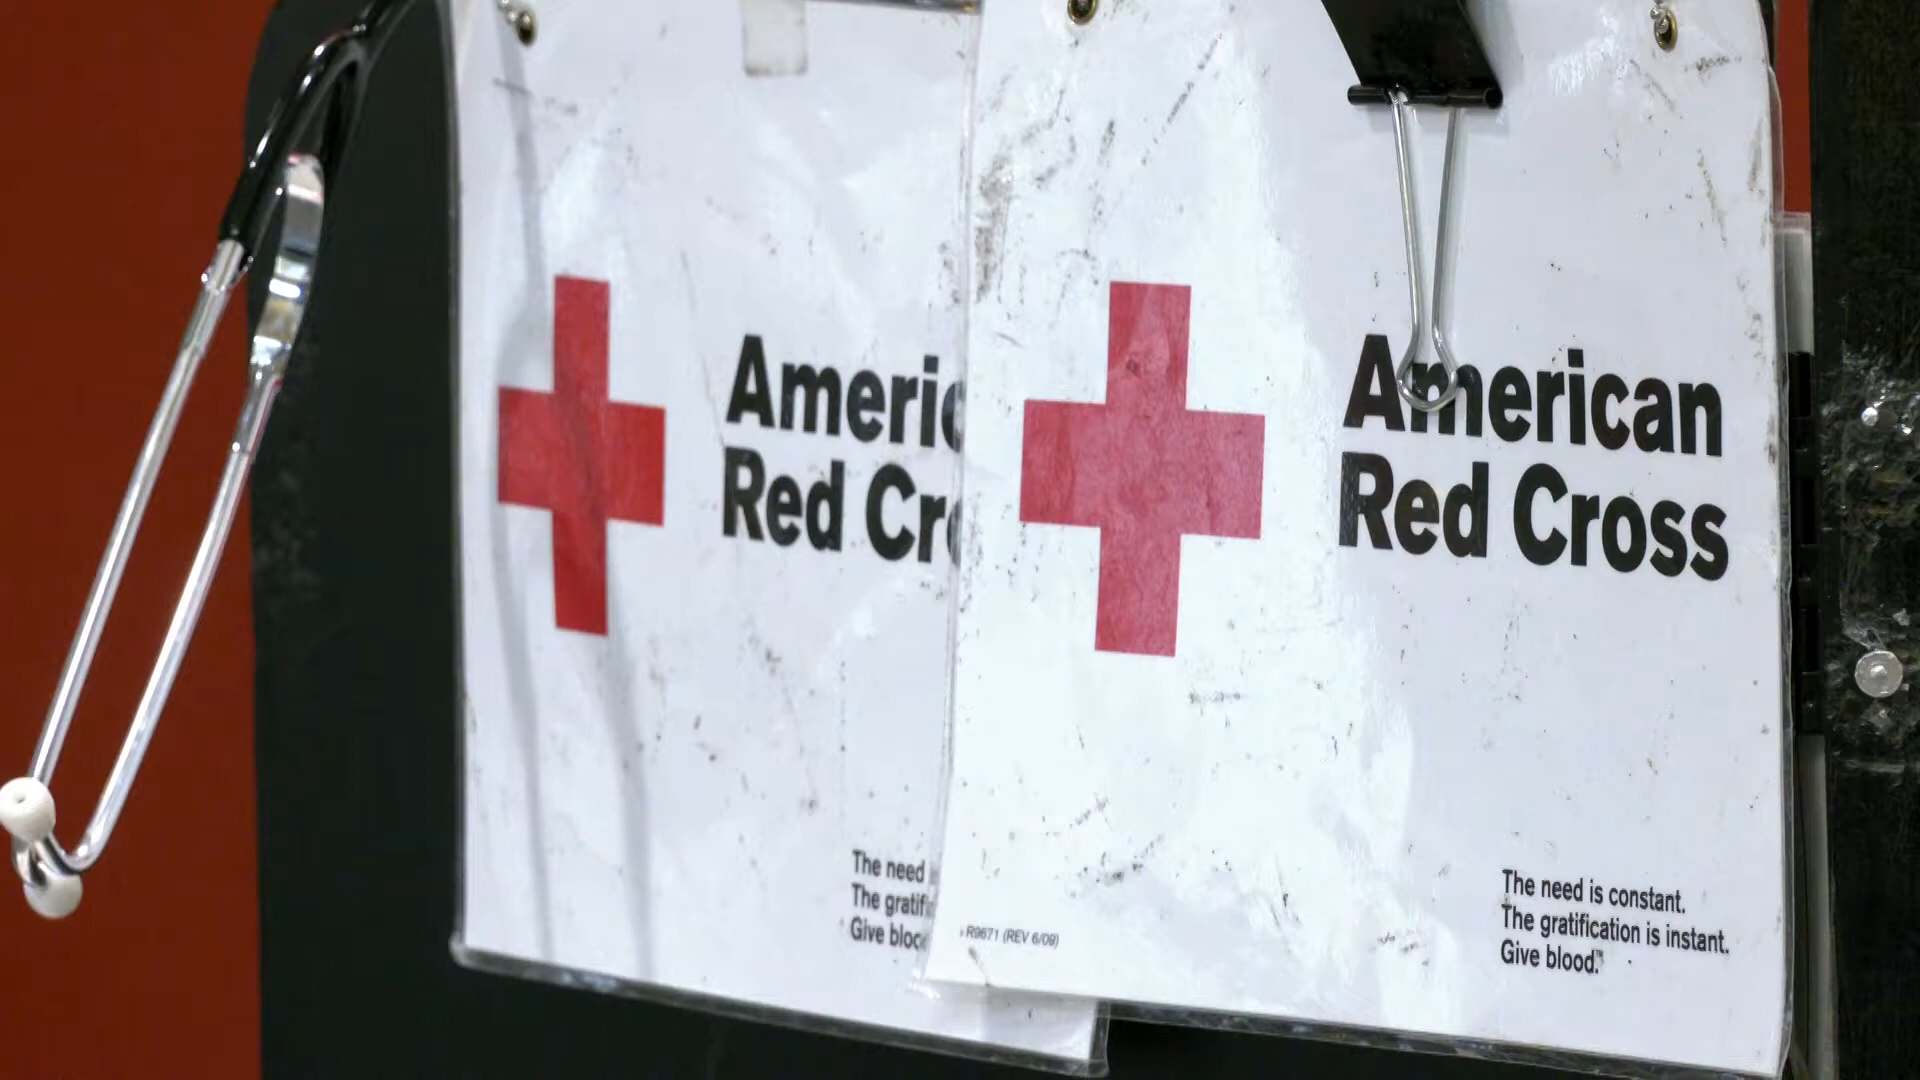 Americ
Red Cro
The need
The gratifi
Give bloo
American
Red Cross
R9671 (REV 6/09)
The need is constant.
The gratification is instant.
Give blood.